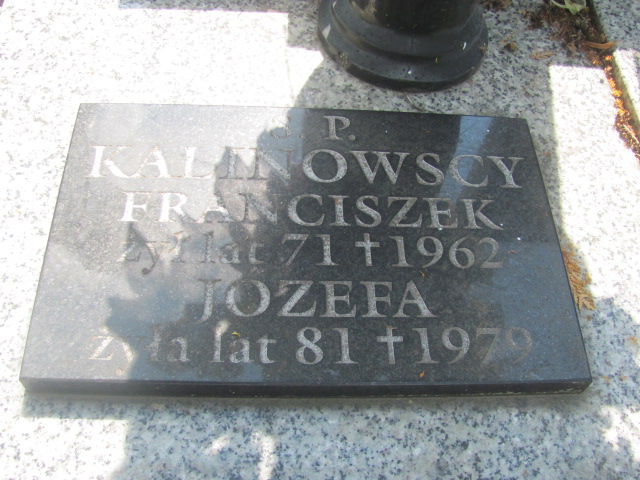 Ś. P.
KALINOWSCY
FRANCISZEK
żył lat 71 † 1962
JÓZEFA
żyła lat 81 † 1979